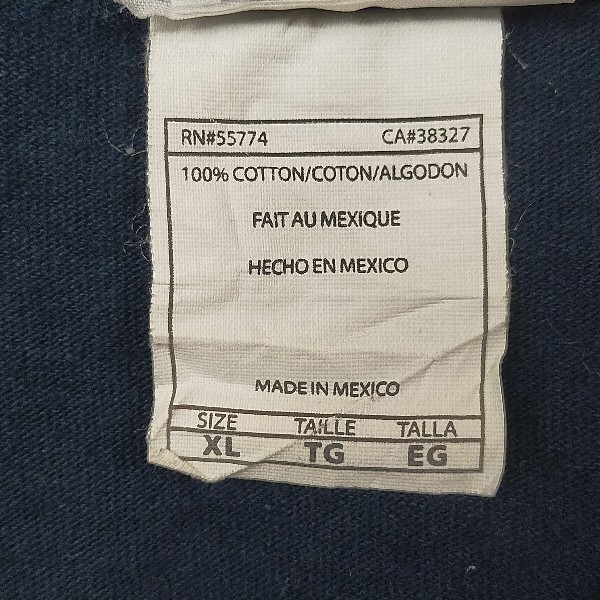 RN#55774 CA#38327
100% COTTON/COTON/ALGODON
FAIT AU MEXIQUE
HECHO EN MEXICO
MADE IN MEXICO
SIZE TAILLE TALLA
XL TG EG